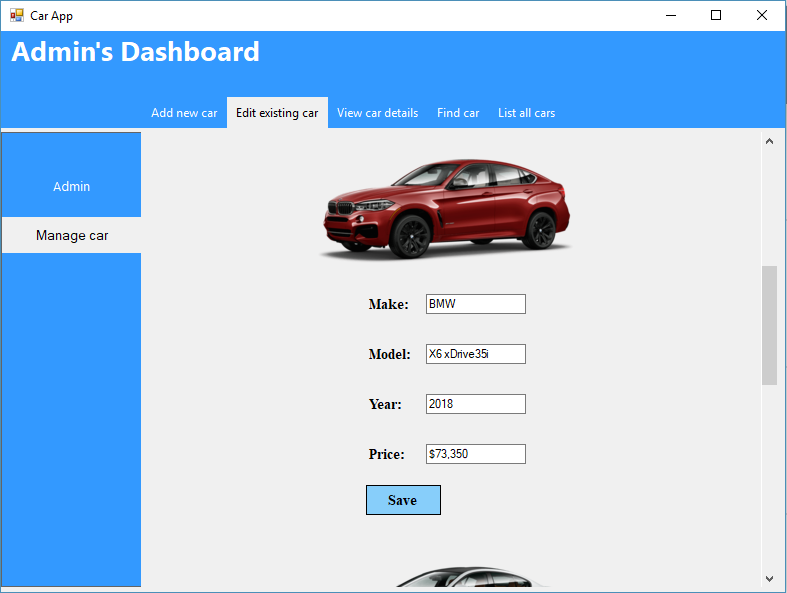 Car App
Admin's Dashboard
Add new car Edit existing car View car details Find car List all cars
Admin
Manage car
Make: BMW
Model: X6 xDrive35i
Year: 2018
Price: $73,350
Save